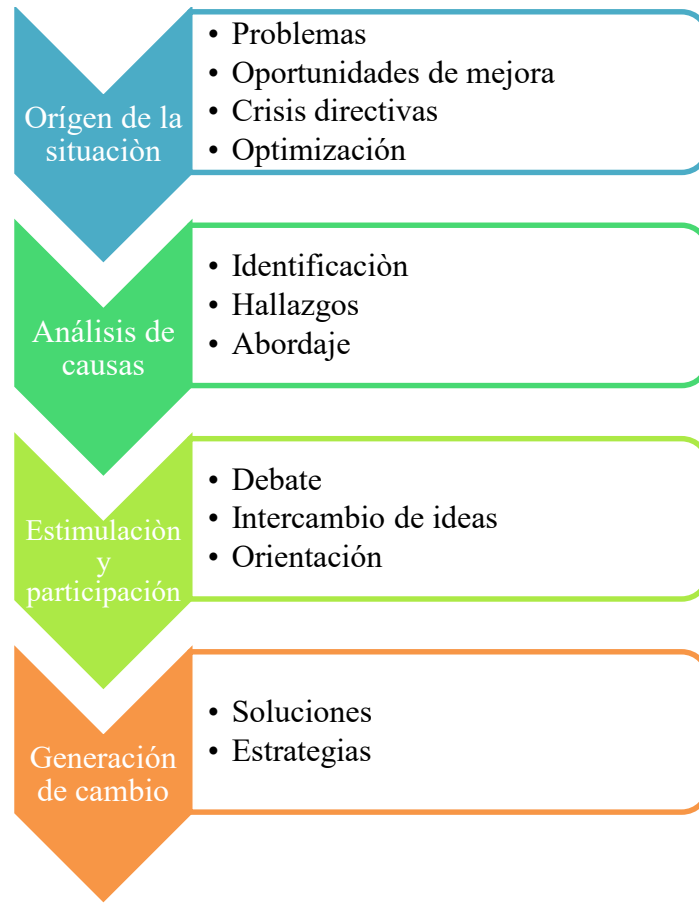 Orígen de la
situaciòn
• Problemas
• Oportunidades de mejora
• Crisis directivas
• Optimización
Análisis de
causas
• Identificaciòn
• Hallazgos
• Abordaje
Estimulaciòn
y
participación
• Debate
• Intercambio de ideas
• Orientación
Generación
de cambio
• Soluciones
• Estrategias